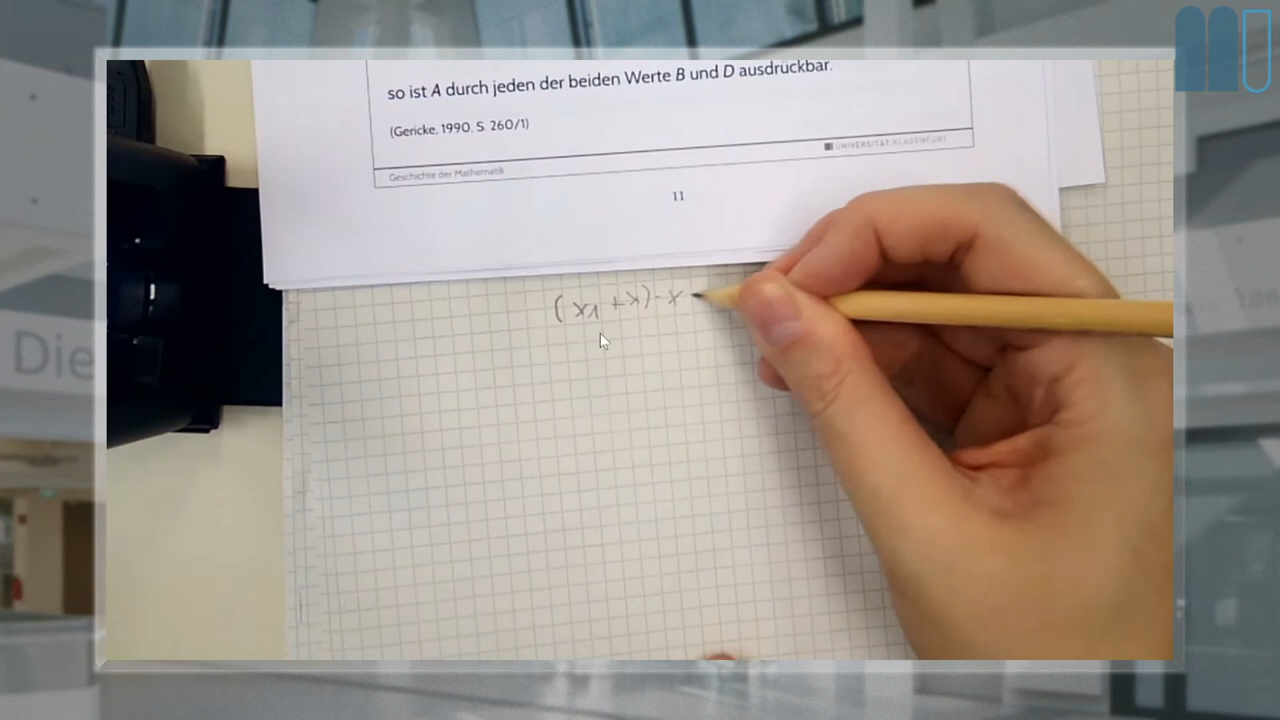 so ist A durch jeden der beiden Werte B und D ausdrückbar.
(Gericke, 1990, S. 260/1)
UNIVERSITÄT KLAGENFURT
Geschichte der Mathematik
11
(x1 + x) - x
Die